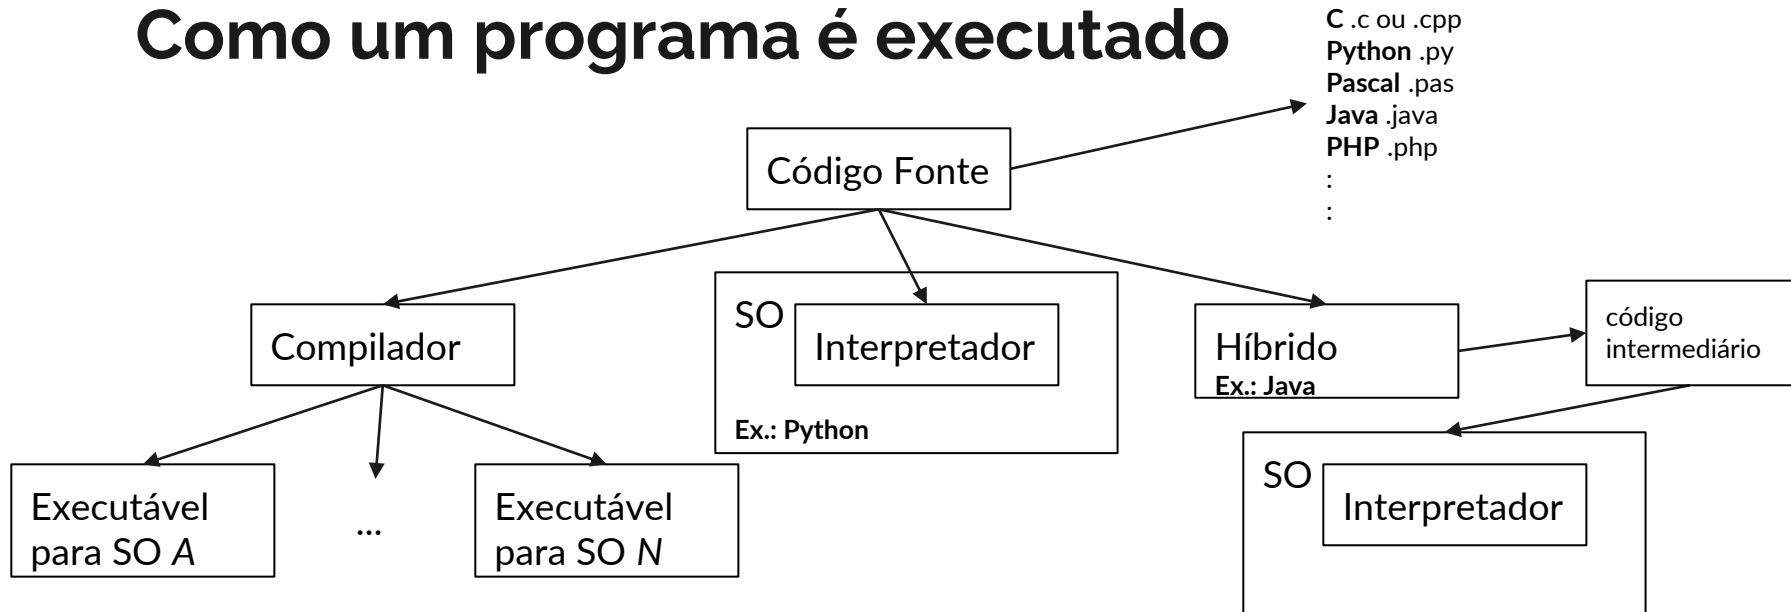 Como um programa é executado
C .c ou .cpp
Python .py
Pascal .pas
Java .java
PHP .php
:
:
Código Fonte
Compilador
SO
Interpretador
Ex.: Python
Híbrido
Ex.: Java
código
intermediário
Executável
para SO A
...
Executável
para SO N
SO
Interpretador